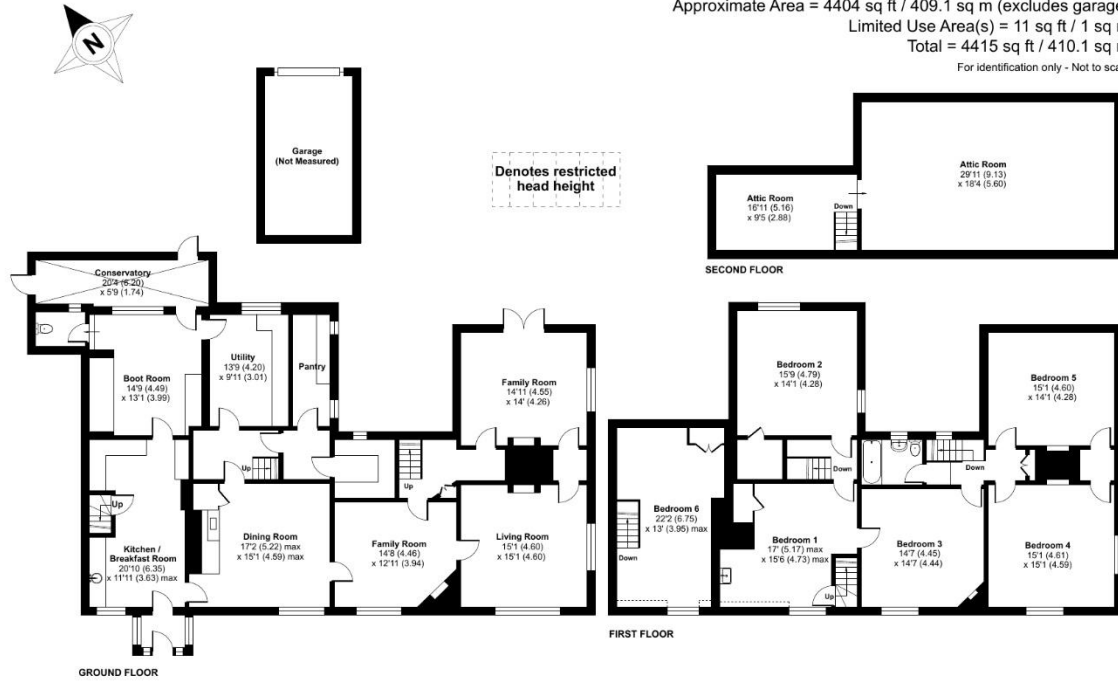 Approximate Area = 4404 sq ft / 409.1 sq m (excludes garage
Limited Use Area(s) = 11 sq ft / 1 sq
Total = 4415 sq ft / 410.1 sq
For identification only - Not to sca
N
Garage
(Not Measured)
Denotes restricted
head height
Attic Room
29'11 (9.13)
x 18'4 (5.60)
Attic Room
16'11 (5.16)
x 9'5 (2.88)
Down
SECOND FLOOR
Conservatory
20'4 (6.20)
x 5'9 (1.74)
Boot Room
14'9 (4.49)
x 13'1 (3.99)
Utility
13'9 (4.20)
x 9'11 (3.01)
Pantry
Family Room
14'11 (4.55)
x 14' (4.26)
Up
Up
Up
Kitchen /
Breakfast Room
20'10 (6.35)
x 11'11 (3.63) max
Dining Room
17'2 (5.22) max
x 15'1 (4.59) max
Family Room
14'8 (4.46)
x 12'11 (3.94)
Living Room
15'1 (4.60)
x 15'1 (4.60)
GROUND FLOOR
Bedroom 2
15'9 (4.79)
x 14'1 (4.28)
Bedroom 5
15'1 (4.60)
x 14'1 (4.28)
Down
Down
Bedroom 6
22'2 (6.75)
x 13' (3.95) max
Down
Bedroom 1
17' (5.17) max
x 15'6 (4.73) max
Up
Bedroom 3
14'7 (4.45)
x 14'7 (4.44)
Bedroom 4
15'1 (4.61)
x 15'1 (4.59)
FIRST FLOOR